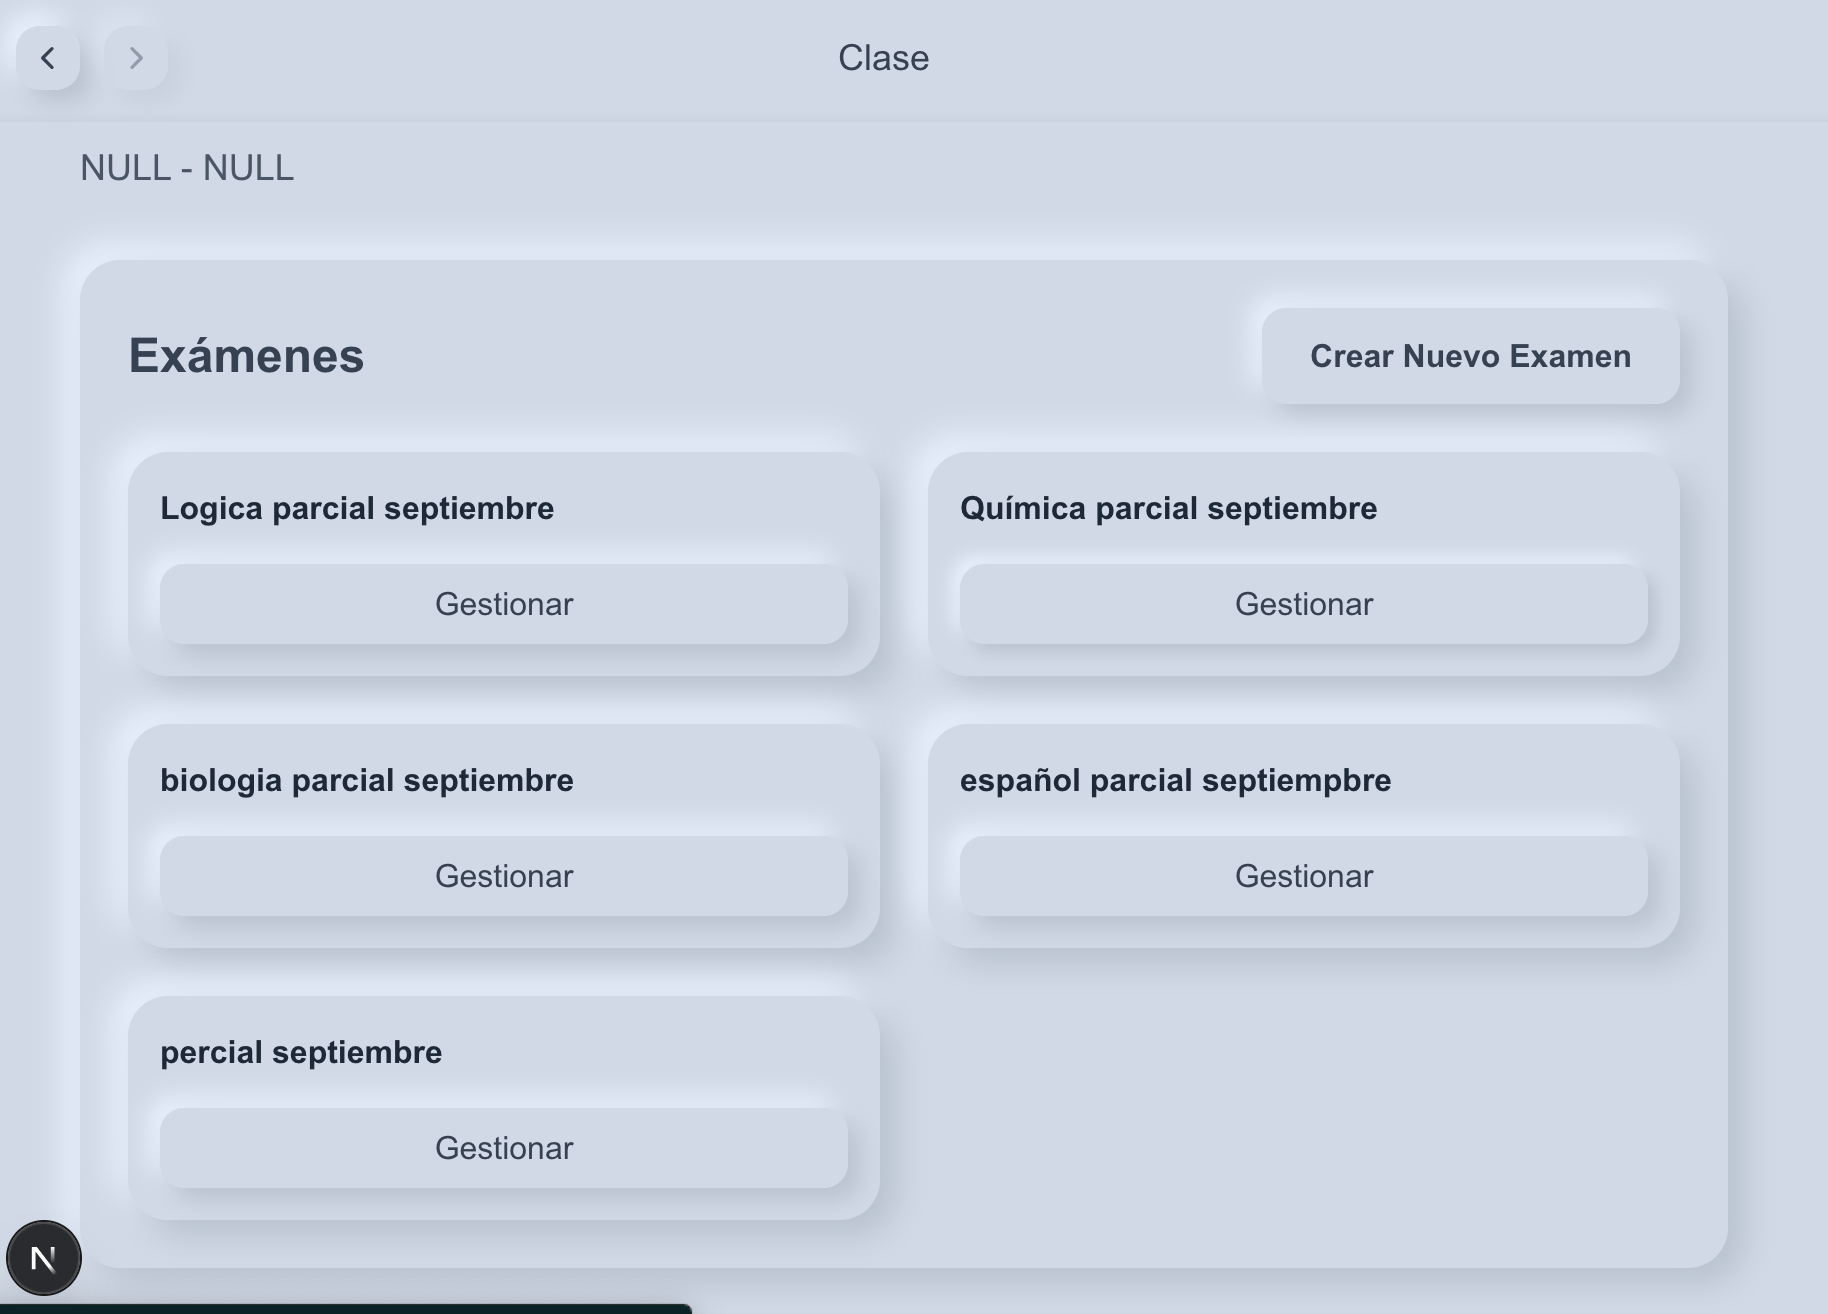 Clase
NULL - NULL
Exámenes
Crear Nuevo Examen
Logica parcial septiembre
Gestionar
Química parcial septiembre
Gestionar
biologia parcial septiembre
Gestionar
español parcial septiempbre
Gestionar
percial septiembre
Gestionar
N